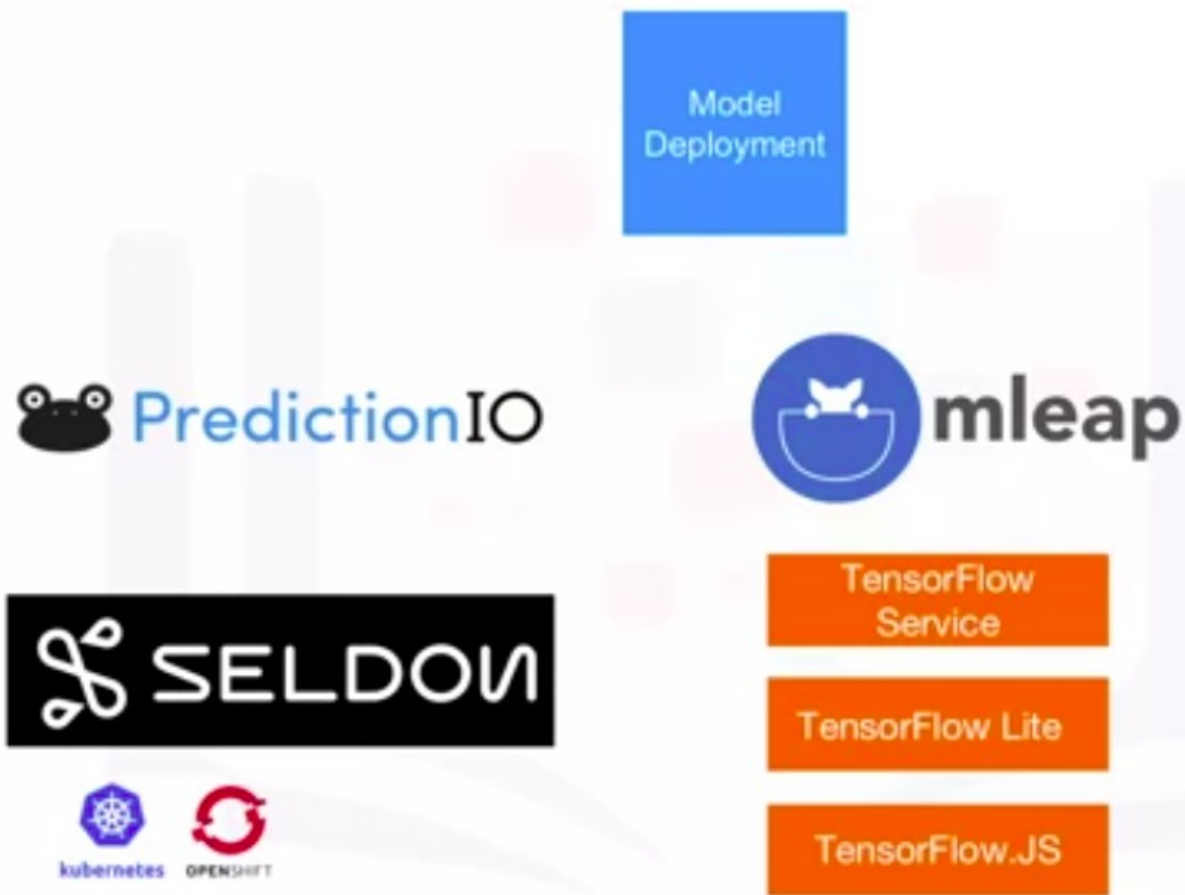 Model
Deployment
PredictionIO
mleap
TensorFlow
Service
SELDON
TensorFlow Lite
kubernetes
OPENSHIFT
TensorFlow.JS